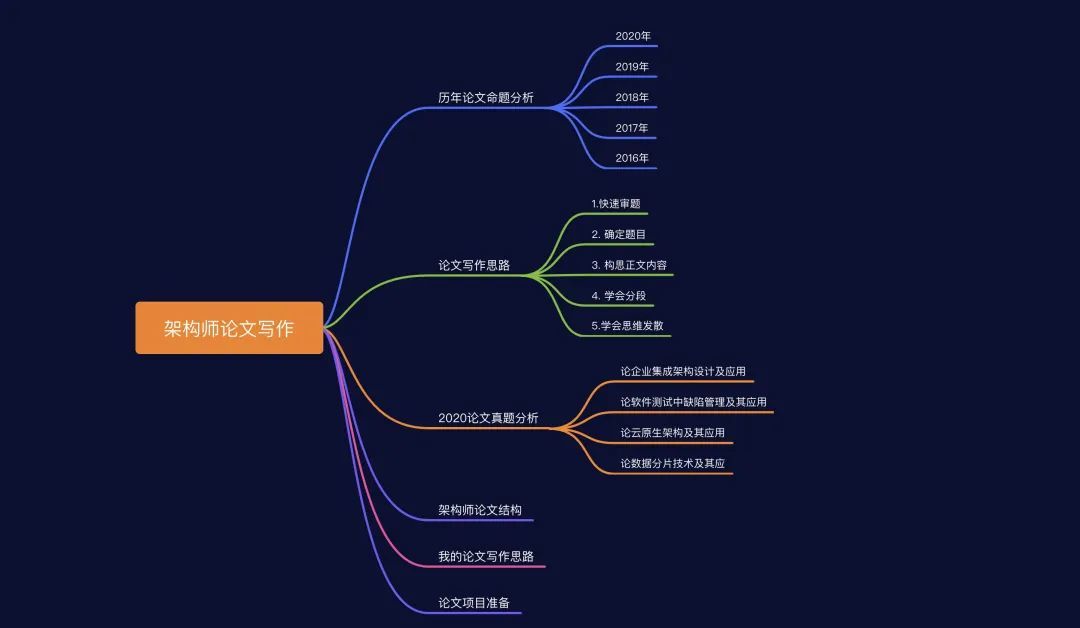 架构师论文写作
历年论文命题分析
2020年
2019年
2018年
2017年
2016年
论文写作思路
1.快速审题
2. 确定题目
3. 构思正文内容
4. 学会分段
5.学会思维发散
2020论文真题分析
论企业集成架构设计及应用
论软件测试中缺陷管理及其应用
论云原生架构及其应用
论数据分片技术及其应
架构师论文结构
我的论文写作思路
论文项目准备